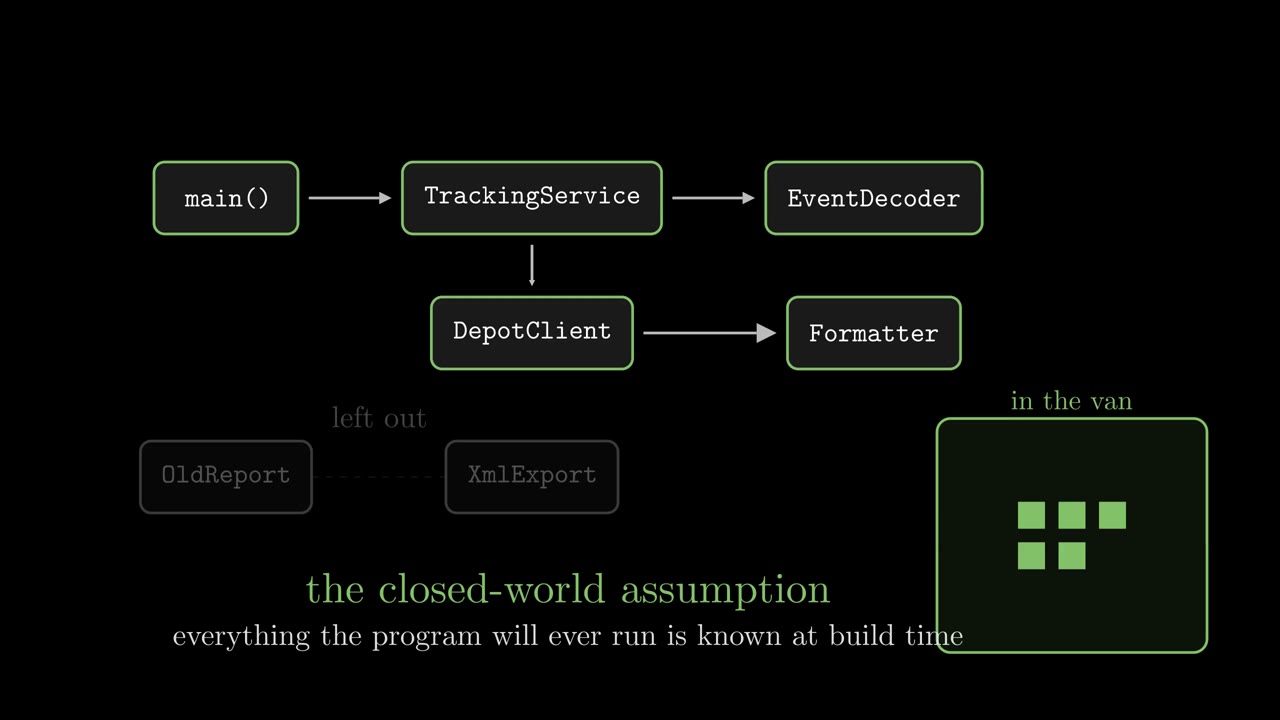 main()
TrackingService
EventDecoder
DepotClient
Formatter
in the van
left out
OldReport
XmlExport
the closed-world assumption
everything the program will ever run is known at build time